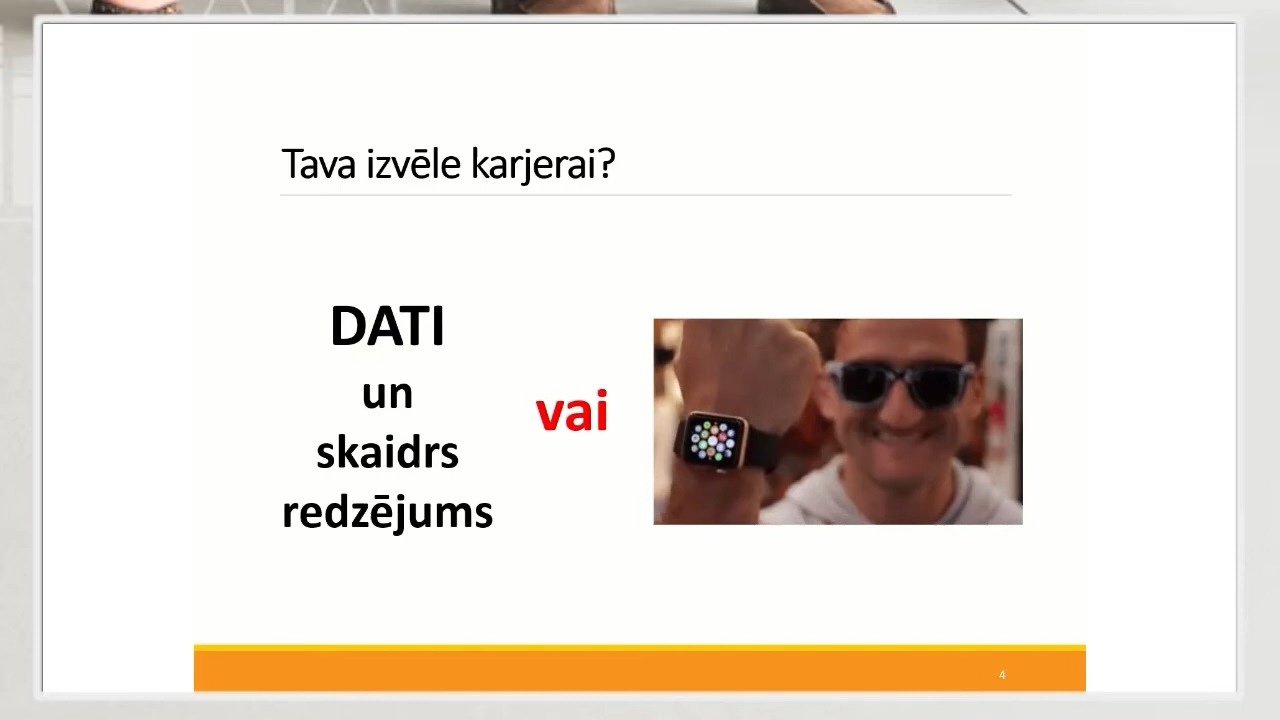 Tava izvēle karjerai?
DATI
un
skaidrs
redzējums
vai
4